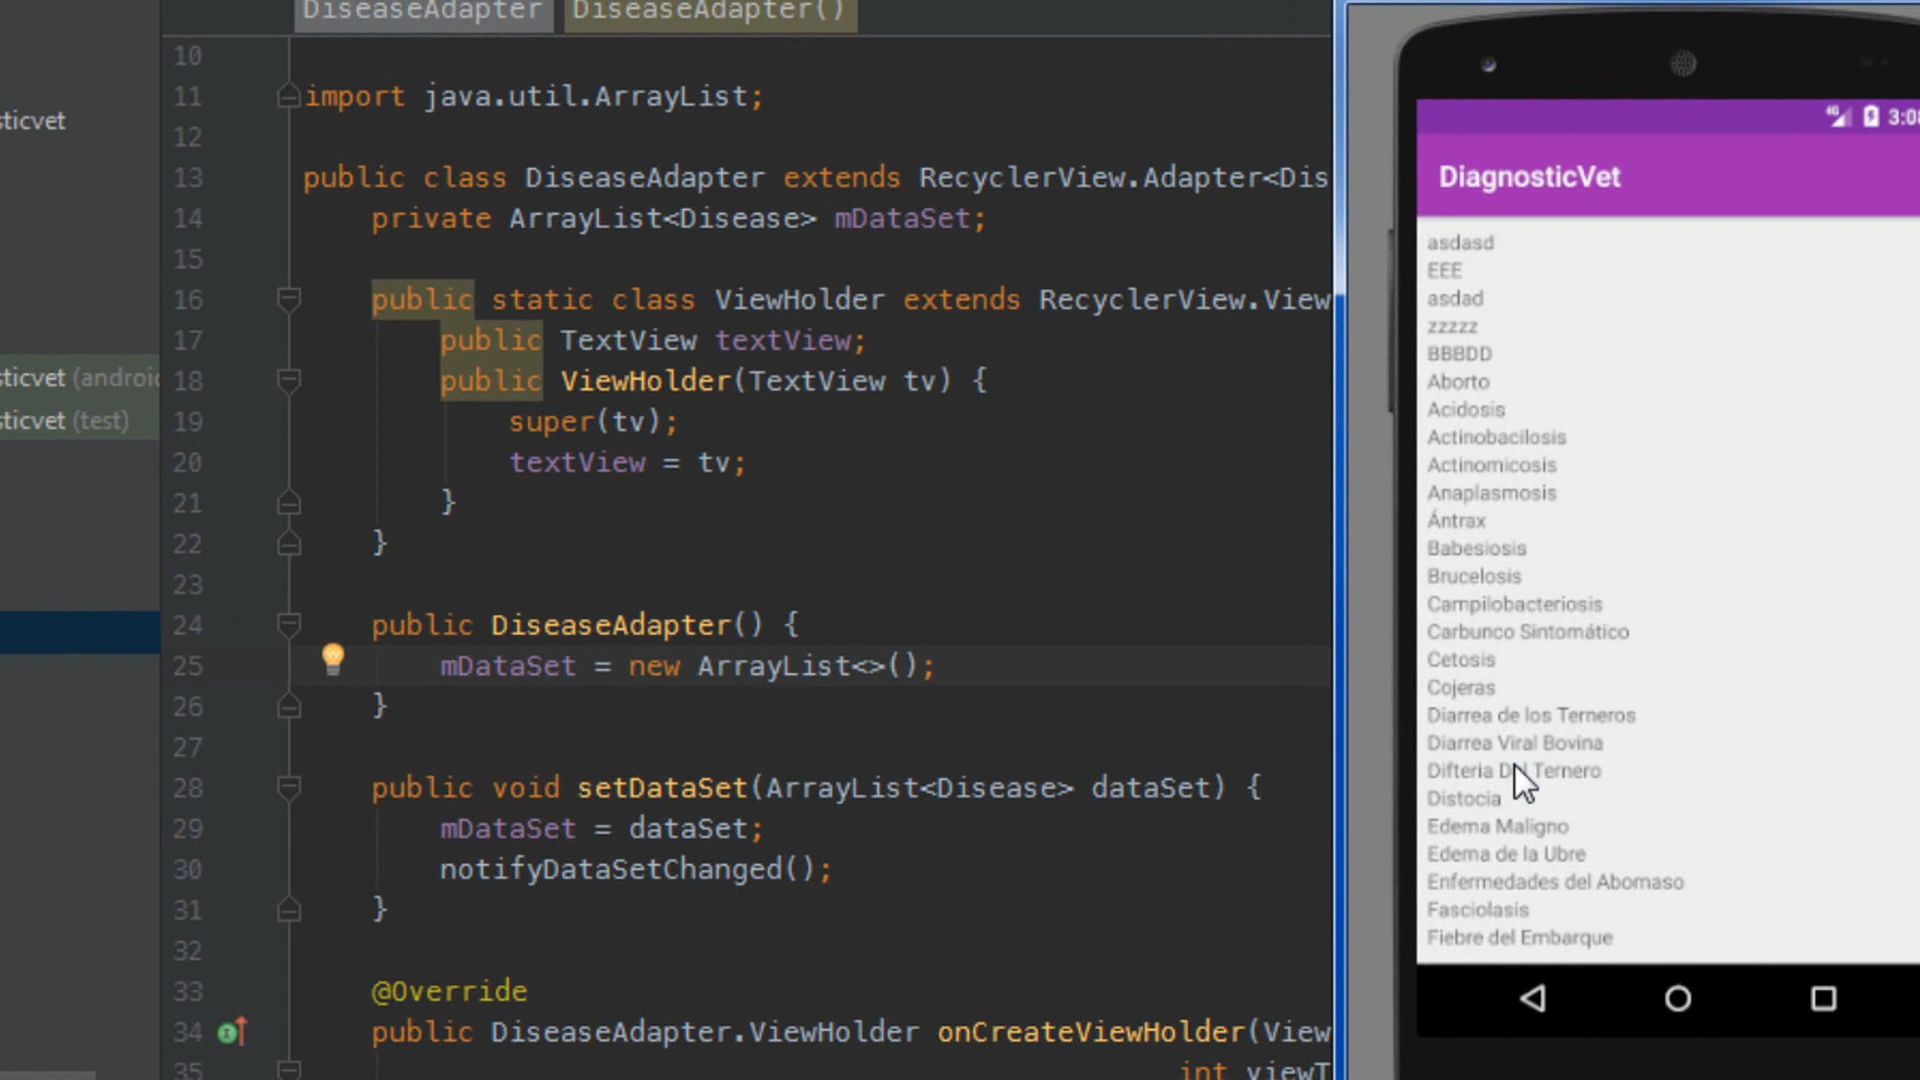 DiseaseAdapter DiseaseAdapter()
10
11 import java.util.ArrayList;
12
13 public class DiseaseAdapter extends RecyclerView.Adapter<Dis
14 private ArrayList<Disease> mDataSet;
15
16 public static class ViewHolder extends RecyclerView.View
17 public TextView textView;
18 public ViewHolder(TextView tv) {
19 super(tv);
20 textView = tv;
21 }
22 }
23
24 public DiseaseAdapter() {
25 mDataSet = new ArrayList<>();
26 }
27
28 public void setDataSet(ArrayList<Disease> dataSet) {
29 mDataSet = dataSet;
30 notifyDataSetChanged();
31 }
32
33 @Override
34 public DiseaseAdapter.ViewHolder onCreateViewHolder(View
35 int viewT
sticvet
sticvet (androi
sticvet (test)
4G 3:08
DiagnosticVet
asdasd
EEE
asdad
zzzzz
BBBDD
Aborto
Acidosis
Actinobacilosis
Actinomicosis
Anaplasmosis
Ántrax
Babesiosis
Brucelosis
Campilobacteriosis
Carbunco Sintomático
Cetosis
Cojeras
Diarrea de los Terneros
Diarrea Viral Bovina
Difteria Del Ternero
Distocia
Edema Maligno
Edema de la Ubre
Enfermedades del Abomaso
Fasciolasis
Fiebre del Embarque